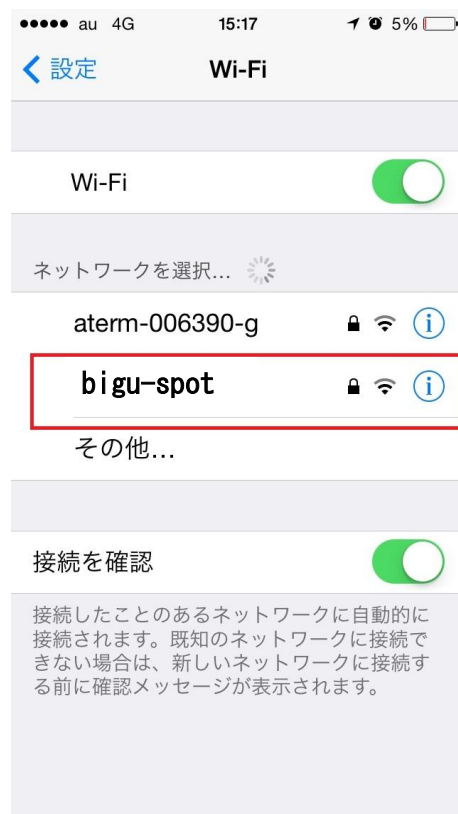 au 4G 15:17 5%
設定 Wi-Fi
Wi-Fi
ネットワークを選択...
aterm-006390-g
bigu-spot
その他...
接続を確認
接続したことのあるネットワークに自動的に
接続されます。既知のネットワークに接続で
きない場合は、新しいネットワークに接続す
る前に確認メッセージが表示されます。